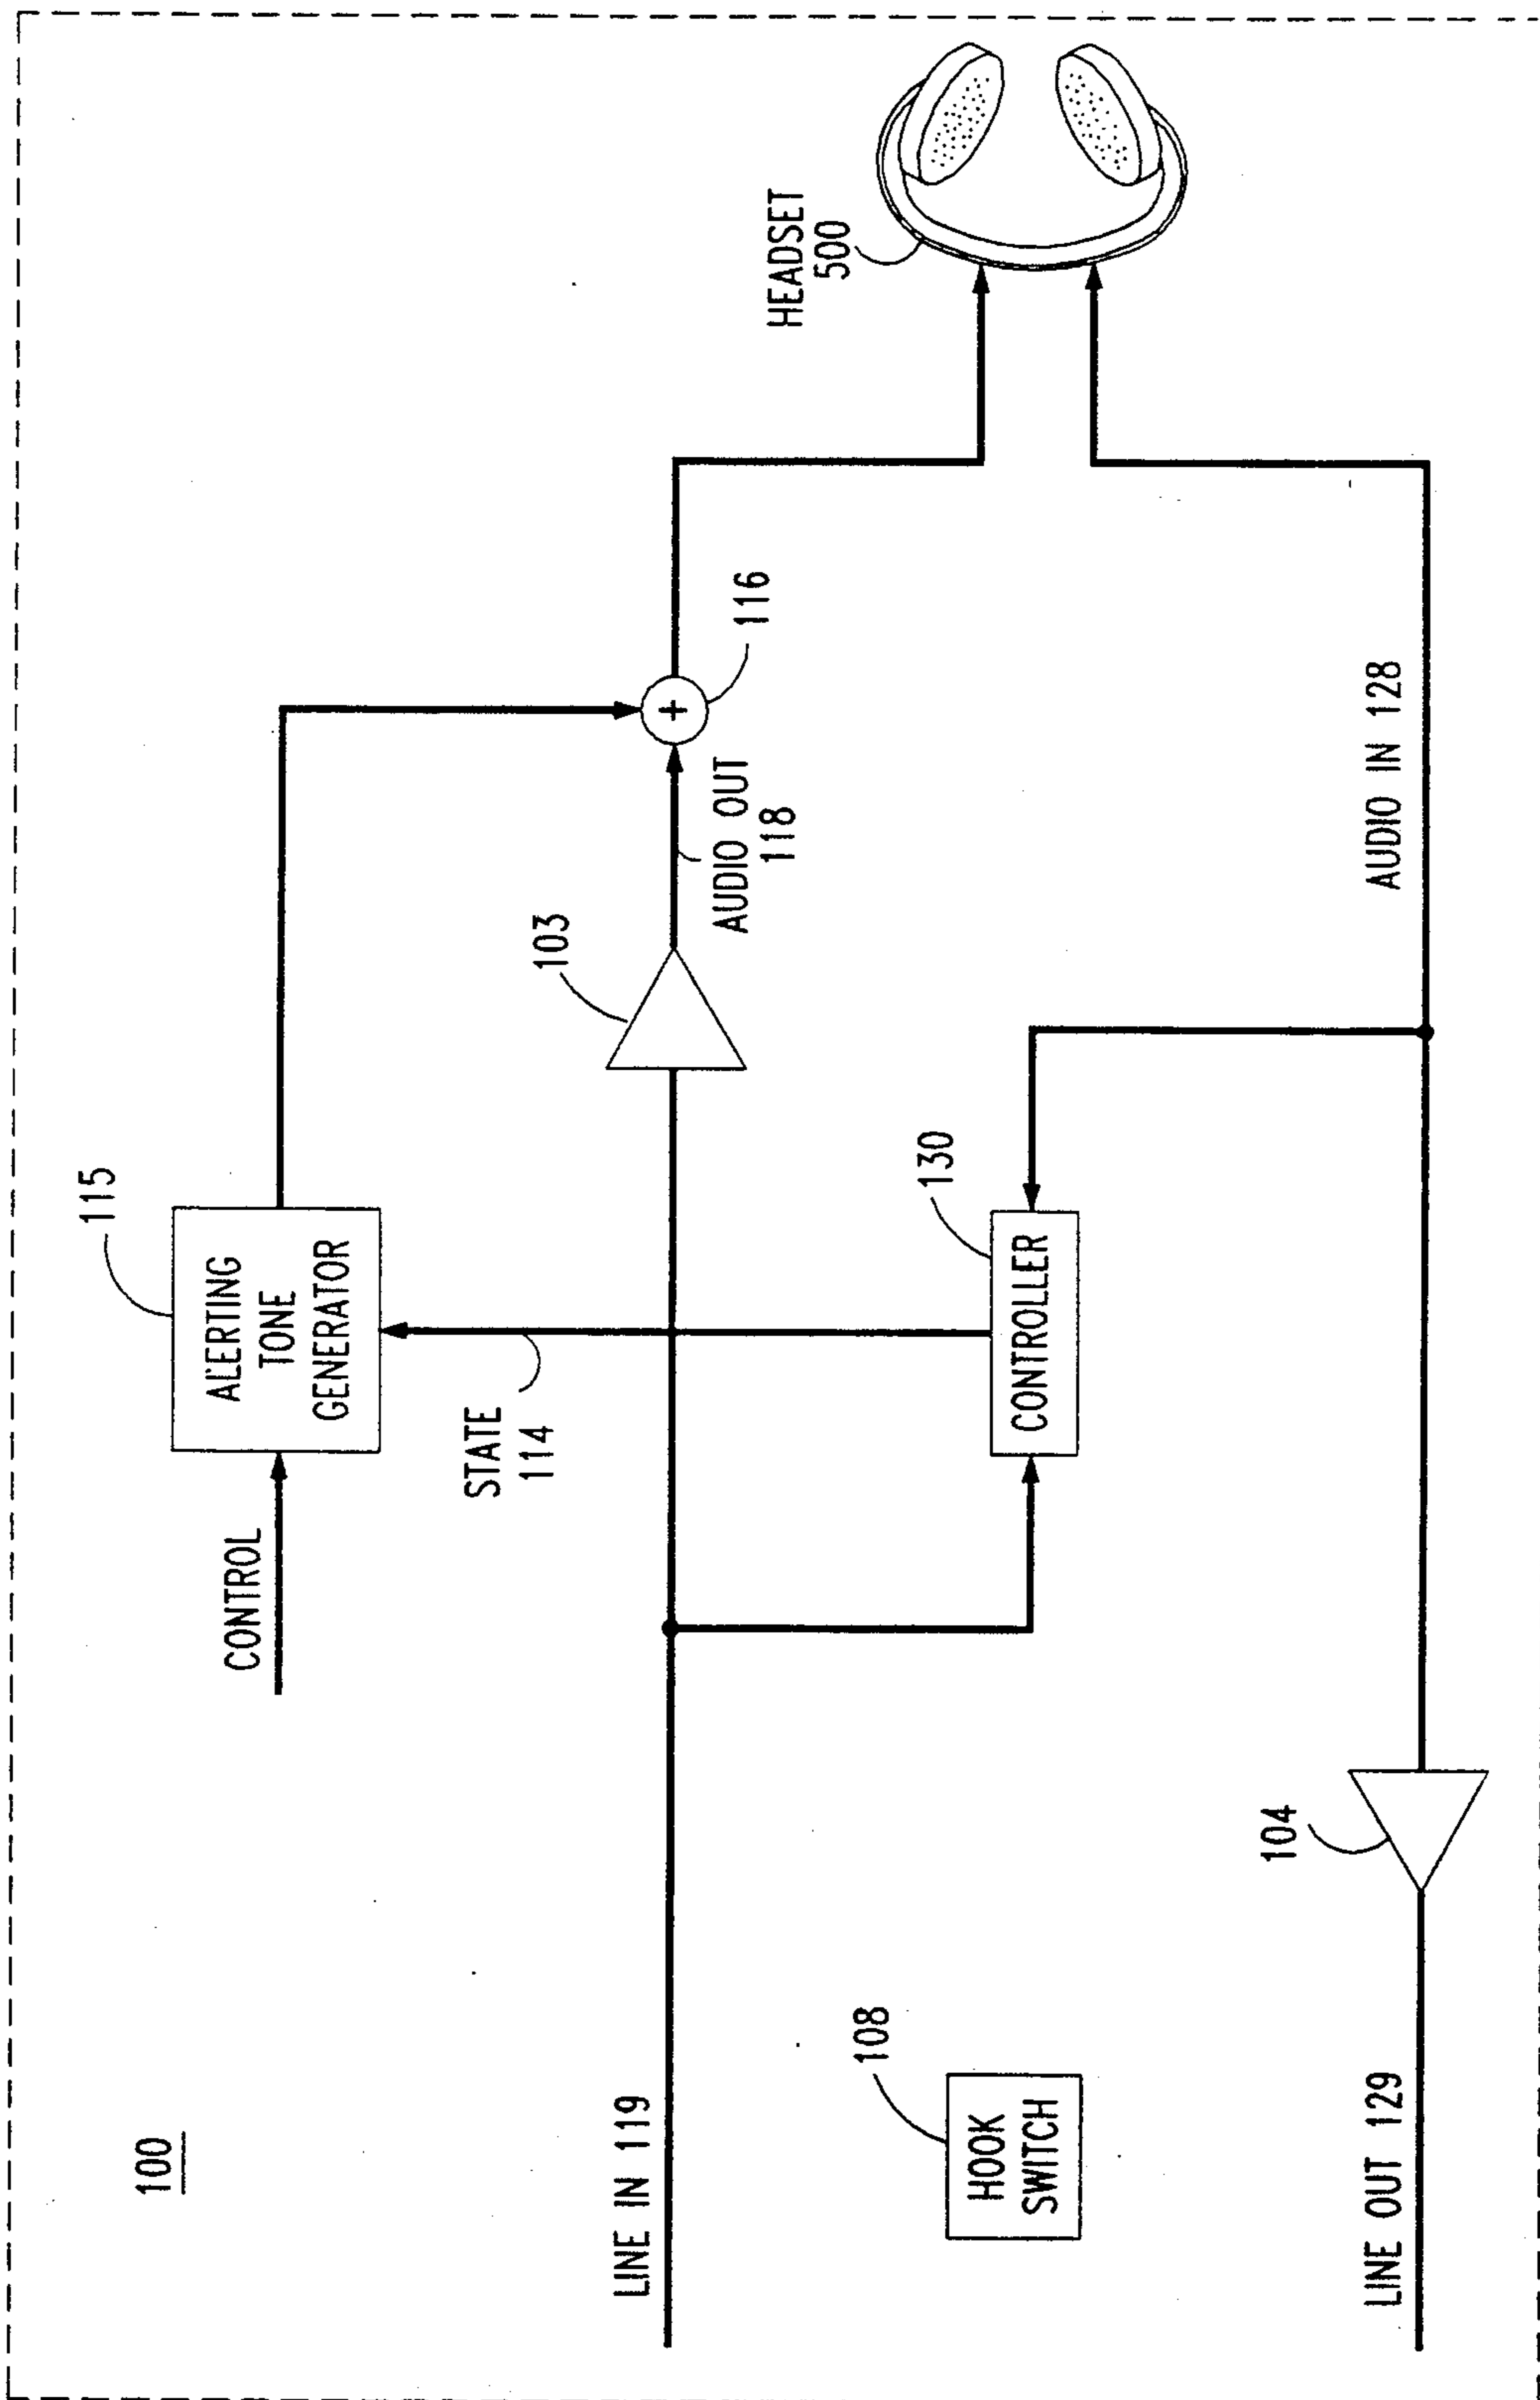 100
CONTROL
ALERTING
TONE
GENERATOR
115
STATE
114
LINE IN 119
103
AUDIO OUT
118
116
HEADSET
500
HOOK
SWITCH
108
CONTROLLER
130
104
LINE OUT 129
AUDIO IN 128